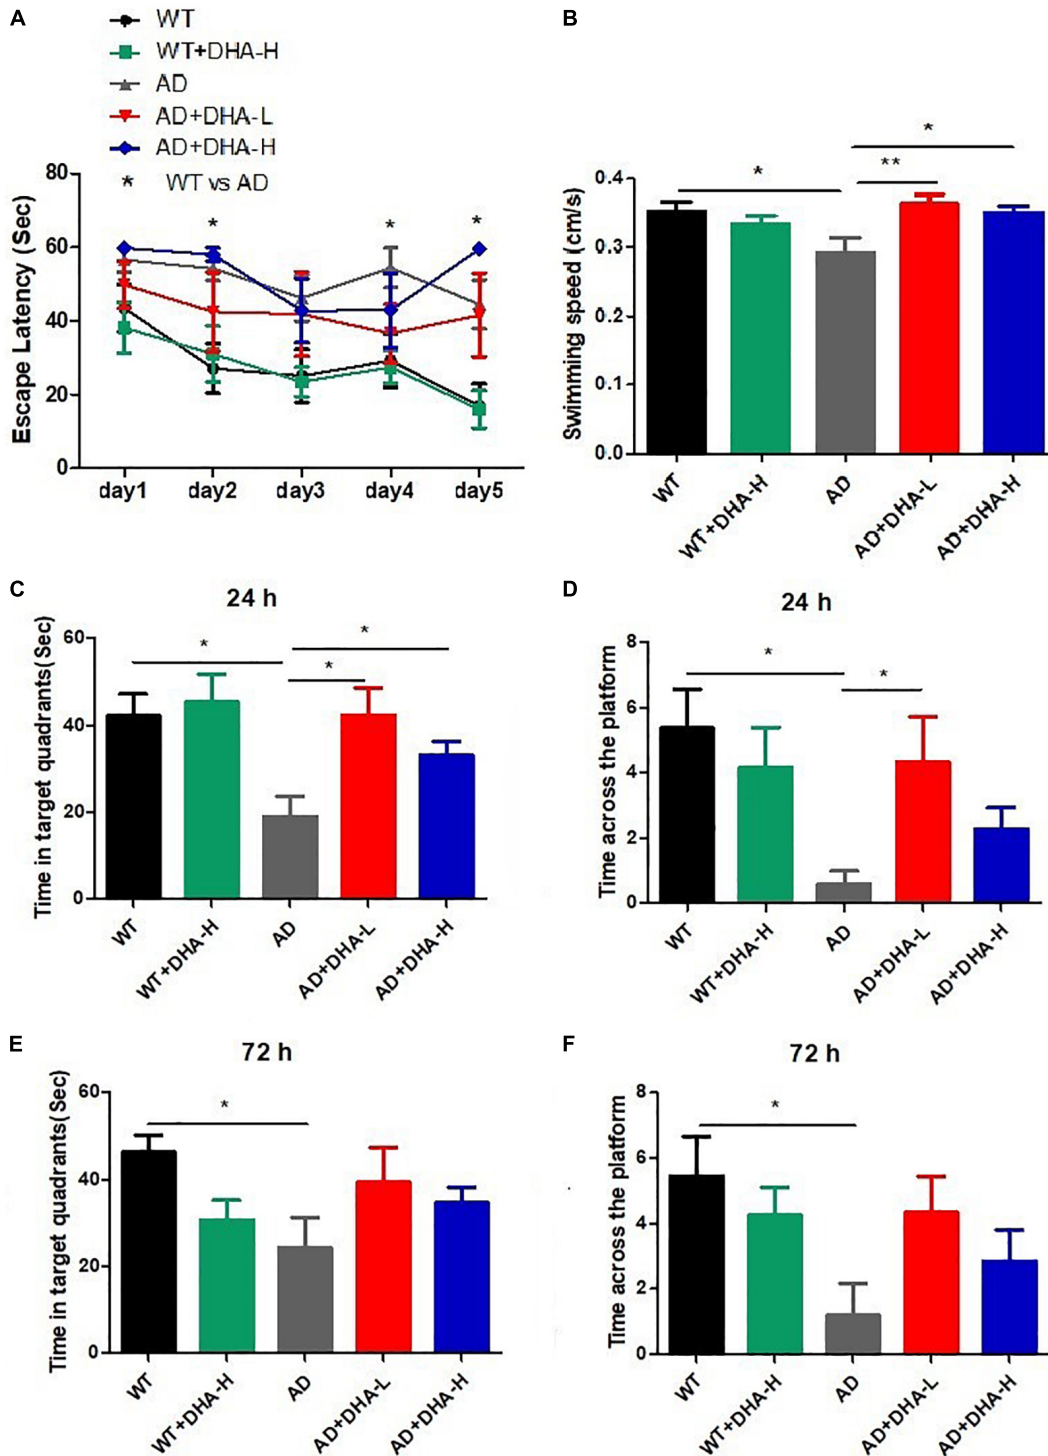 A
WT
WT+DHA-H
AD
AD+DHA-L
AD+DHA-H
* WT vs AD
Escape Latency (Sec)
80
60
40
20
0
* * *
day1 day2 day3 day4 day5
B
Swimming speed (cm/s)
0.4
0.3
0.2
0.1
0.0
*
**
*
WT WT+DHA-H AD AD+DHA-L AD+DHA-H
C
24 h
Time in target quadrants(Sec)
60
40
20
0
* * *
WT WT+DHA-H AD AD+DHA-L AD+DHA-H
D
24 h
Time across the platform
8
6
4
2
0
* *
WT WT+DHA-H AD AD+DHA-L AD+DHA-H
E
72 h
Time in target quadrants(Sec)
60
40
20
0
*
WT WT+DHA-H AD AD+DHA-L AD+DHA-H
F
72 h
Time across the platform
8
6
4
2
0
*
WT WT+DHA-H AD AD+DHA-L AD+DHA-H